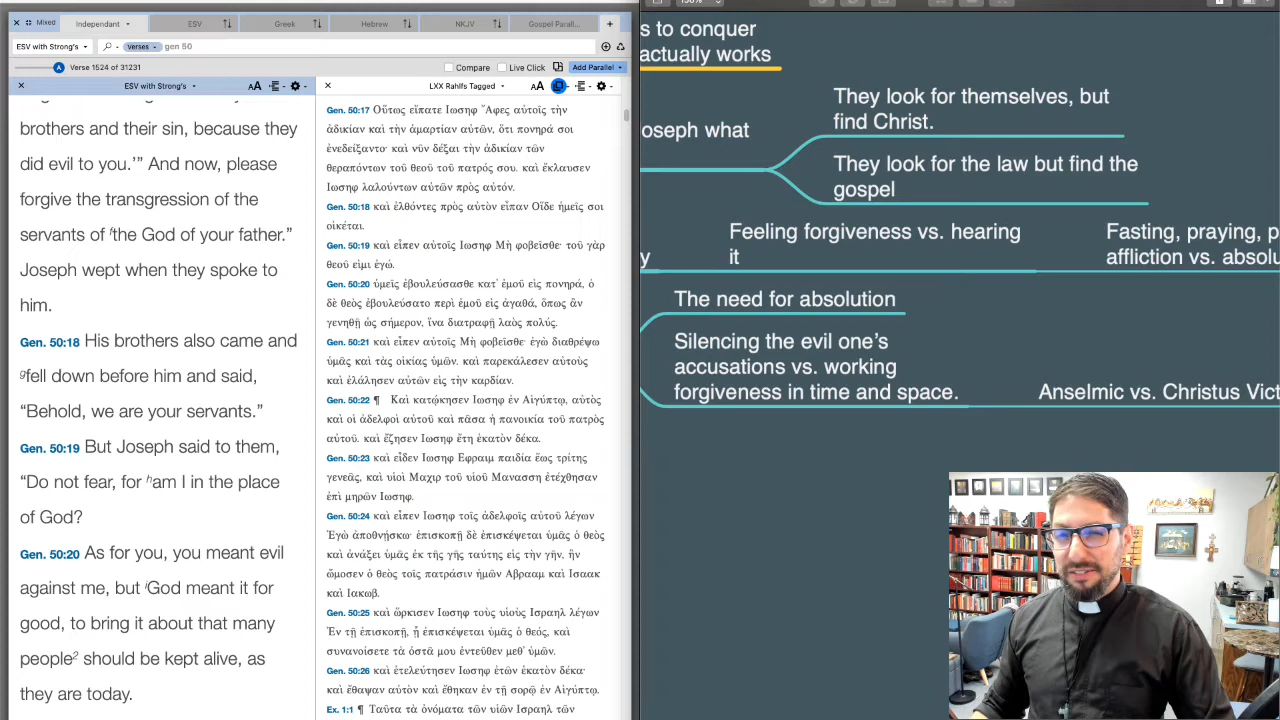 Mixed
Independant
ESV
Greek
Hebrew
NKJV
Gospel Parall...
ESV with Strong's
Verses
gen 50
A
Verse 1524 of 31231
Compare
Live Click
Add Parallel
ESV with Strong's
AA
brothers and their sin, because they
did evil to you.’” And now, please
forgive the transgression of the
servants of fthe God of your father.”
Joseph wept when they spoke to
him.
Gen. 50:18 His brothers also came and
gfell down before him and said,
“Behold, we are your servants.”
Gen. 50:19 But Joseph said to them,
“Do not fear, for ham I in the place
of God?
Gen. 50:20 As for you, you meant evil
against me, but iGod meant it for
good, to bring it about that many
people2 should be kept alive, as
they are today.
LXX Rahlfs Tagged
AA
Gen. 50:17 Οὕτως εἴπατε Ιωσηφ Ἄφες αὐτοῖς τὴν
ἀδικίαν καὶ τὴν ἁμαρτίαν αὐτῶν, ὅτι πονηρά σοι
ἐνεδείξαντο· καὶ νῦν δέξαι τὴν ἀδικίαν τῶν
θεραπόντων τοῦ θεοῦ τοῦ πατρός σου. καὶ ἔκλαυσεν
Ιωσηφ λαλούντων αὐτῶν πρὸς αὐτόν.
Gen. 50:18 καὶ ἐλθόντες πρὸς αὐτὸν εἶπαν Οἵδε ἡμεῖς σοι
οἰκέται.
Gen. 50:19 καὶ εἶπεν αὐτοῖς Ιωσηφ Μὴ φοβεῖσθε· τοῦ γὰρ
θεοῦ εἰμι ἐγώ.
Gen. 50:20 ὑμεῖς ἐβουλεύσασθε κατ᾽ ἐμοῦ εἰς πονηρά, ὁ
δὲ θεὸς ἐβουλεύσατο περὶ ἐμοῦ εἰς ἀγαθά, ὅπως ἂν
γενηθῇ ὡς σήμερον, ἵνα διατραφῇ λαὸς πολύς.
Gen. 50:21 καὶ εἶπεν αὐτοῖς Μὴ φοβεῖσθε· ἐγὼ διαθρέψω
ὑμᾶς καὶ τὰς οἰκίας ὑμῶν. καὶ παρεκάλεσεν αὐτοὺς
καὶ ἐλάλησεν αὐτῶν εἰς τὴν καρδίαν.
Gen. 50:22 ¶ Καὶ κατῴκησεν Ιωσηφ ἐν Αἰγύπτῳ, αὐτὸς
καὶ οἱ ἀδελφοὶ αὐτοῦ καὶ πᾶσα ἡ πανοικία τοῦ πατρὸς
αὐτοῦ. καὶ ἔζησεν Ιωσηφ ἔτη ἑκατὸν δέκα.
Gen. 50:23 καὶ εἶδεν Ιωσηφ Εφραιμ παιδία ἕως τρίτης
γενεᾶς, καὶ υἱοὶ Μαχιρ τοῦ υἱοῦ Μανασση ἐτέχθησαν
ἐπὶ μηρῶν Ιωσηφ.
Gen. 50:24 καὶ εἶπεν Ιωσηφ τοῖς ἀδελφοῖς αὐτοῦ λέγων
Ἐγὼ ἀποθνῄσκω· ἐπισκοπῇ δὲ ἐπισκέψεται ὑμᾶς ὁ θεὸς
καὶ ἀνάξει ὑμᾶς ἐκ τῆς γῆς ταύτης εἰς τὴν γῆν, ἣν
ὤμοσεν ὁ θεὸς τοῖς πατράσιν ἡμῶν Αβρααμ καὶ Ισαακ
καὶ Ιακωβ.
Gen. 50:25 καὶ ὥρκισεν Ιωσηφ τοὺς υἱοὺς Ισραηλ λέγων
Ἐν τῇ ἐπισκοπῇ, ᾗ ἐπισκέψεται ὑμᾶς ὁ θεός, καὶ
συνανοίσετε τὰ ὀστᾶ μου ἐντεῦθεν μεθ᾽ ὑμῶν.
Gen. 50:26 καὶ ἐτελεύτησεν Ιωσηφ ἐτῶν ἑκατὸν δέκα·
καὶ ἔθαψαν αὐτὸν καὶ ἔθηκαν ἐν τῇ σορῷ ἐν Αἰγύπτῳ.
Ex. 1:1 ¶ Ταῦτα τὰ ὀνόματα τῶν υἱῶν Ισραηλ τῶν
s to conquer
actually works
oseph what
They look for themselves, but
find Christ.
They look for the law but find the
gospel
y
Feeling forgiveness vs. hearing
it
Fasting, praying, p
affliction vs. absolu
The need for absolution
Silencing the evil one’s
accusations vs. working
forgiveness in time and space.
Anselmic vs. Christus Vict